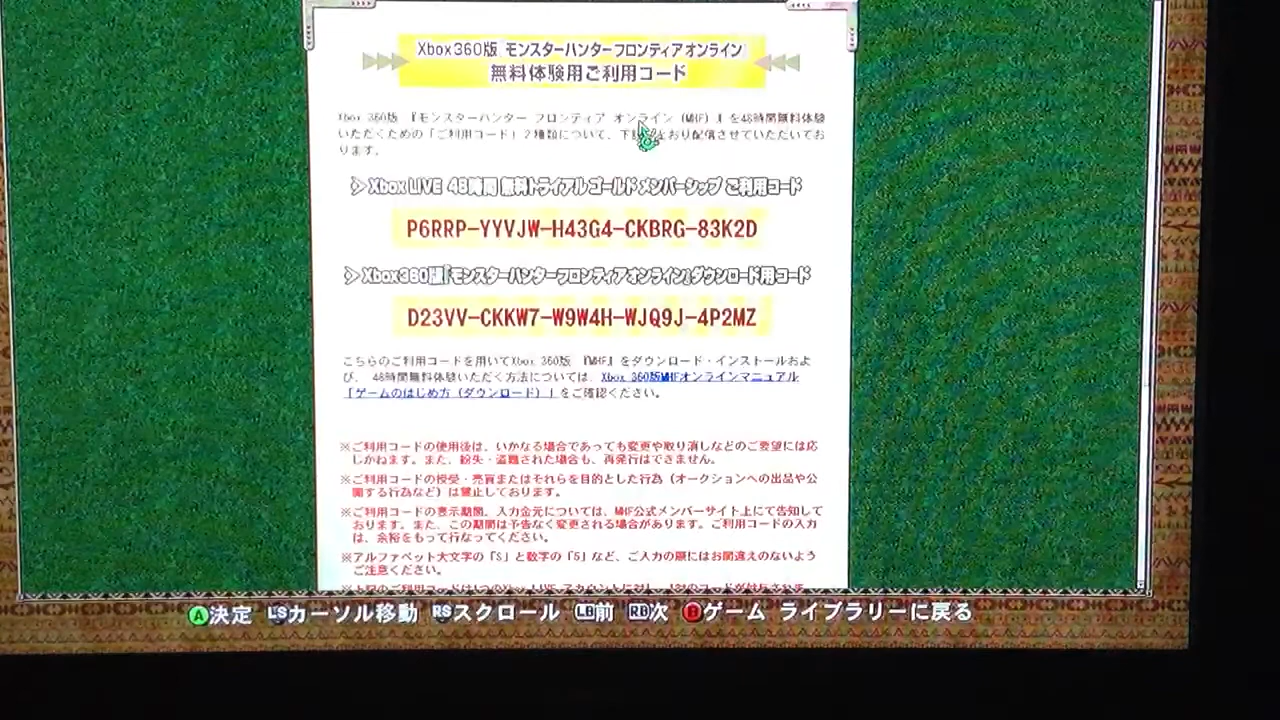 Xbox360版『モンスターハンターフロンティアオンライン』
無料体験用ご利用コード
Xbox 360版 『モンスターハンター フロンティア オンライン (MHF) 』を48時間無料体験
いただくための「ご利用コード」2種類について、下記のとおり配信させていただいてお
ります。
Xbox LIVE 48時間 無料トライアル ゴールド メンバーシップ ご利用コード
P6RRP-YYVJW-H43G4-CKBRG-83K2D
Xbox360版『モンスターハンターフロンティアオンライン』ダウンロード用コード
D23VV-CKKW7-W9W4H-WJQ9J-4P2MZ
こちらのご利用コードを用いてXbox 360版 『MHF』をダウンロード・インストールおよ
び、 48時間無料体験いただく方法については、Xbox 360版MHFオンラインマニュアル
「ゲームのはじめ方 (ダウンロード) 」をご確認ください。
※ご利用コードの使用後は、いかなる場合であっても変更や取り消しなどのご要望には応
じかねます。また、紛失・盗難された場合も、再発行はできません。
※ご利用コードの授受・売買またはそれらを目的とした行為 (オークションへの出品や公
開する行為など) は禁止しております。
※ご利用コードの表示期間、入力金元については、MHF公式メンバーサイト上にて告知して
おります。また、この期間は予告なく変更される場合があります。ご利用コードの入力
は、余裕をもって行なってください。
※アルファベット大文字の「S」と数字の「5」など、ご入力の際にはお間違えのないよう
ご注意ください。
A決定 LSカーソル移動 RSスクロール LB前 RB次 Bゲーム ライブラリーに戻る